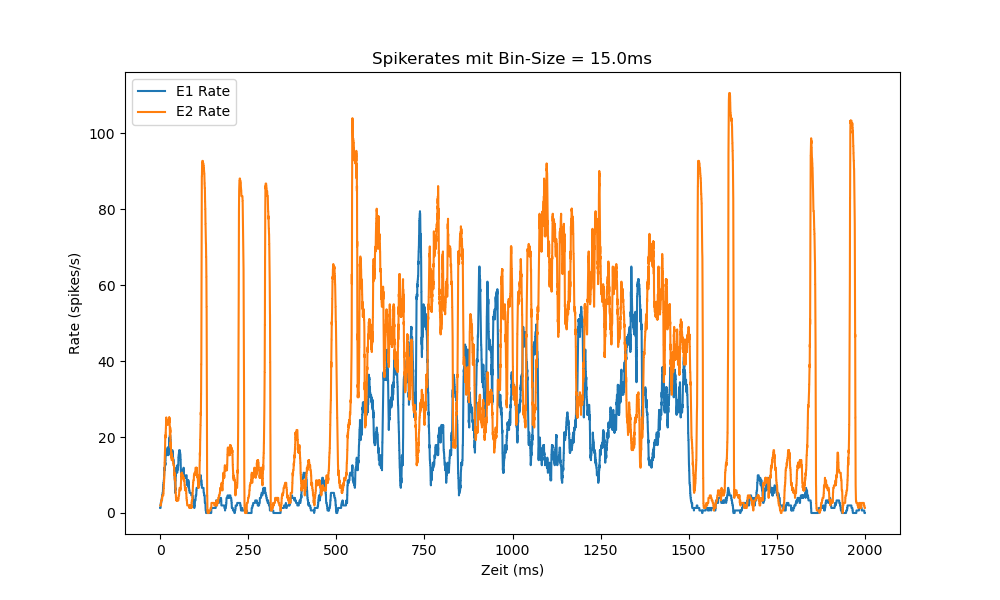 Spikerates mit Bin-Size = 15.0ms
E1 Rate
E2 Rate
Rate (spikes/s)
100
80
60
40
20
0
0 250 500 750 1000 1250 1500 1750 2000
Zeit (ms)